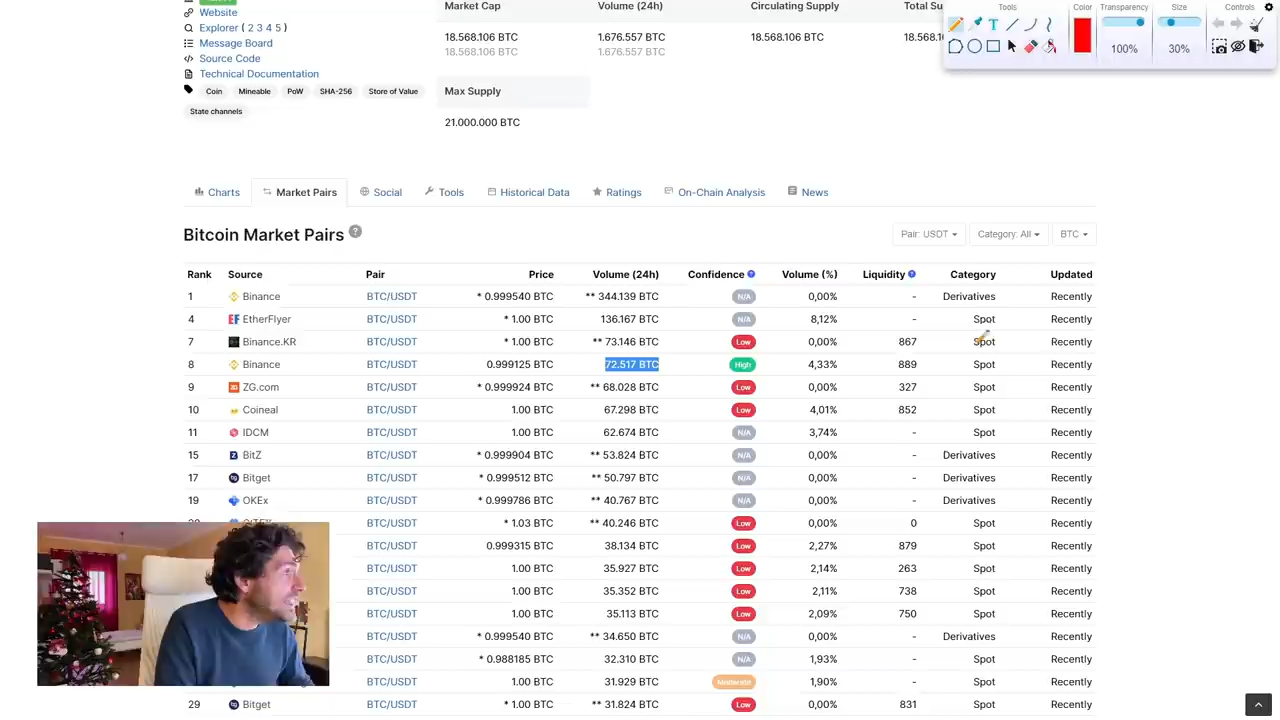 Tools Color Transparency Size Controls
T
100% 30%
Website
Explorer ( 2 3 4 5 )
Message Board
Source Code
Technical Documentation
Coin Mineable PoW SHA-256 Store of Value
State channels
Market Cap Volume (24h) Circulating Supply Total Su
18.568.106 BTC 1.676.557 BTC 18.568.106 BTC 18.568.106
18.568.106 BTC 1.676.557 BTC
Max Supply
21.000.000 BTC
Charts Market Pairs Social Tools Historical Data Ratings On-Chain Analysis News
Bitcoin Market Pairs ?
Pair: USDT Category: All BTC
Rank Source Pair Price Volume (24h) Confidence ? Volume (%) Liquidity ? Category Updated
1 Binance BTC/USDT * 0.999540 BTC ** 344.139 BTC N/A 0,00% - Derivatives Recently
4 EtherFlyer BTC/USDT * 1.00 BTC 136.167 BTC N/A 8,12% - Spot Recently
7 Binance.KR BTC/USDT * 1.00 BTC ** 73.146 BTC Low 0,00% 867 Spot Recently
8 Binance BTC/USDT 0.999125 BTC 72.517 BTC High 4,33% 889 Spot Recently
9 ZG.com BTC/USDT * 0.999924 BTC ** 68.028 BTC Low 0,00% 327 Spot Recently
10 Coineal BTC/USDT 1.00 BTC 67.298 BTC Low 4,01% 852 Spot Recently
11 IDCM BTC/USDT 1.00 BTC 62.674 BTC N/A 3,74% - Spot Recently
15 BitZ BTC/USDT * 0.999904 BTC ** 53.824 BTC N/A 0,00% - Derivatives Recently
17 Bitget BTC/USDT * 0.999512 BTC ** 50.797 BTC N/A 0,00% - Derivatives Recently
19 OKEx BTC/USDT * 0.999786 BTC ** 40.767 BTC N/A 0,00% - Derivatives Recently
BTC/USDT * 1.03 BTC ** 40.246 BTC Low 0,00% 0 Spot Recently
BTC/USDT 0.999315 BTC 38.134 BTC Low 2,27% 879 Spot Recently
BTC/USDT 1.00 BTC 35.927 BTC Low 2,14% 263 Spot Recently
BTC/USDT 1.00 BTC 35.352 BTC Low 2,11% 738 Spot Recently
BTC/USDT 1.00 BTC 35.113 BTC Low 2,09% 750 Spot Recently
BTC/USDT * 0.999540 BTC ** 34.650 BTC N/A 0,00% - Derivatives Recently
BTC/USDT * 0.988185 BTC 32.310 BTC N/A 1,93% - Spot Recently
BTC/USDT 1.00 BTC 31.929 BTC Moderate 1,90% - Spot Recently
29 Bitget BTC/USDT * 1.00 BTC ** 31.824 BTC Low 0,00% 831 Spot Recently